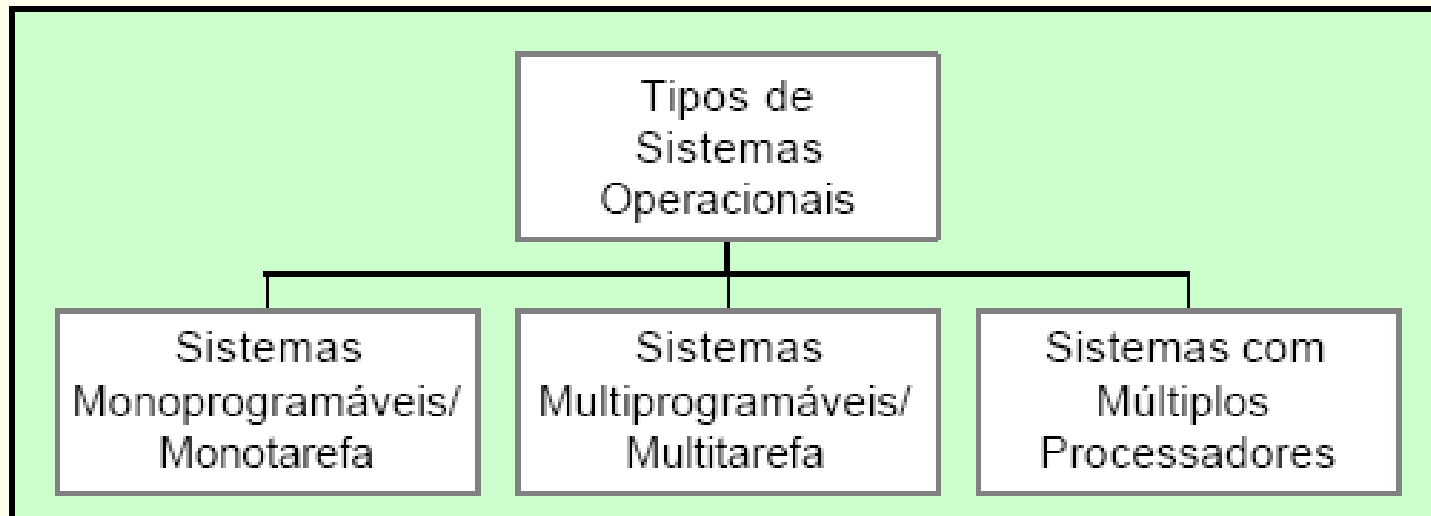 Tipos de
Sistemas
Operacionais
Sistemas
Monoprogramáveis/
Monotarefa
Sistemas
Multiprogramáveis/
Multitarefa
Sistemas com
Múltiplos
Processadores